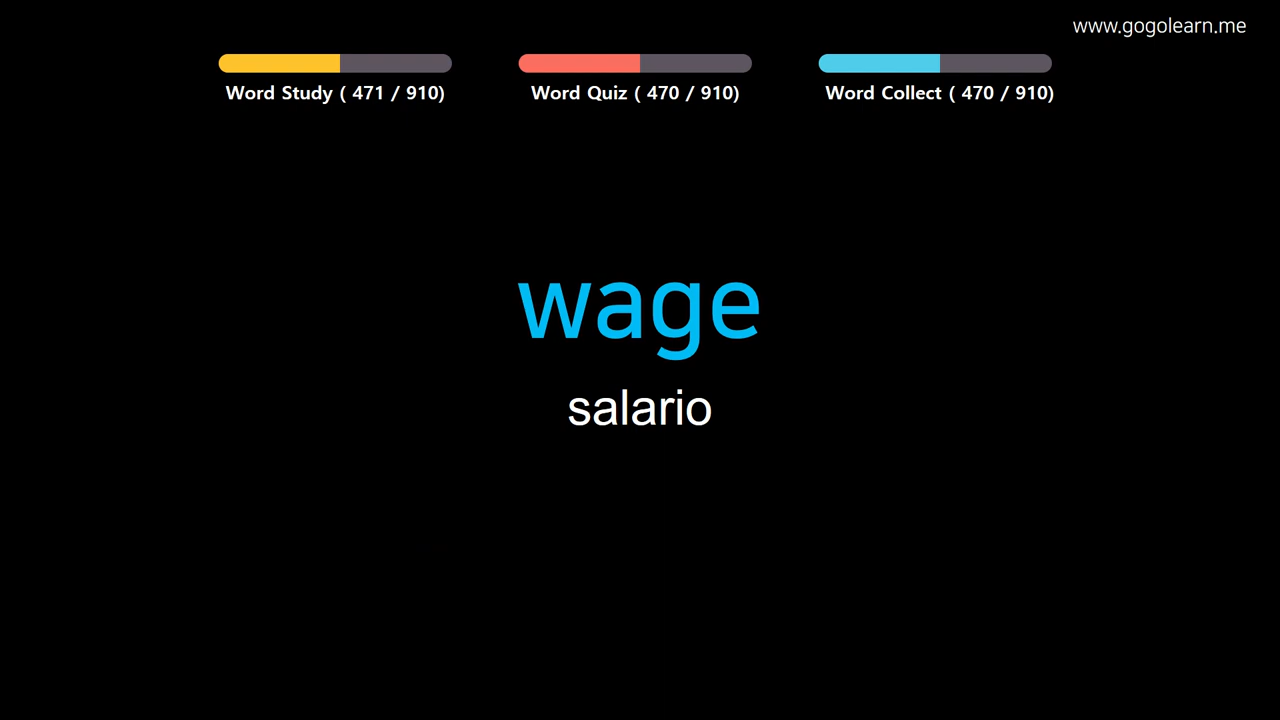 www.gogolearn.me
Word Study ( 471 / 910)
Word Quiz ( 470 / 910)
Word Collect ( 470 / 910)
wage
salario